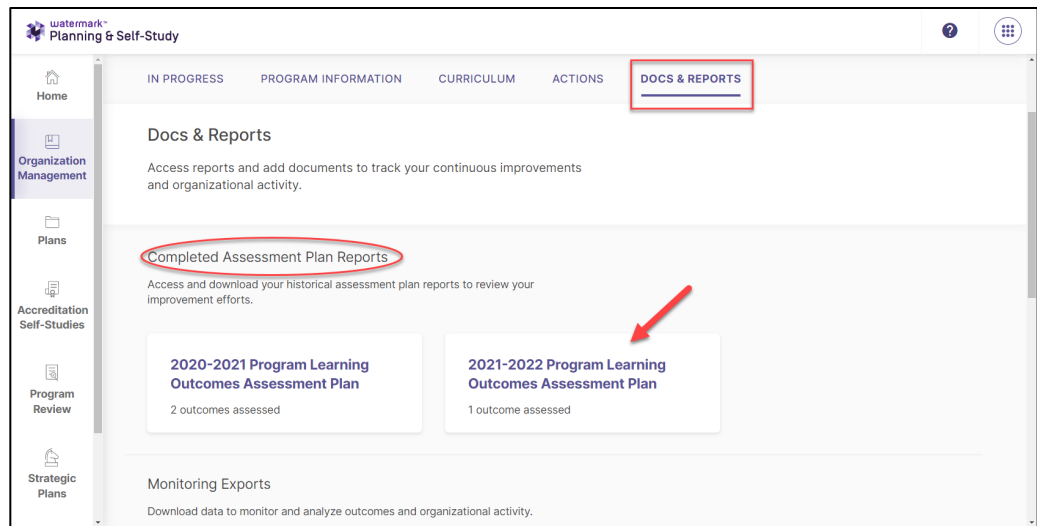 watermark™
Planning & Self-Study
?
Home
Organization
Management
Plans
Accreditation
Self-Studies
Program
Review
Strategic
Plans
IN PROGRESS PROGRAM INFORMATION CURRICULUM ACTIONS DOCS & REPORTS
Docs & Reports
Access reports and add documents to track your continuous improvements
and organizational activity.
Completed Assessment Plan Reports
Access and download your historical assessment plan reports to review your
improvement efforts.
2020-2021 Program Learning
Outcomes Assessment Plan
2 outcomes assessed
2021-2022 Program Learning
Outcomes Assessment Plan
1 outcome assessed
Monitoring Exports
Download data to monitor and analyze outcomes and organizational activity.